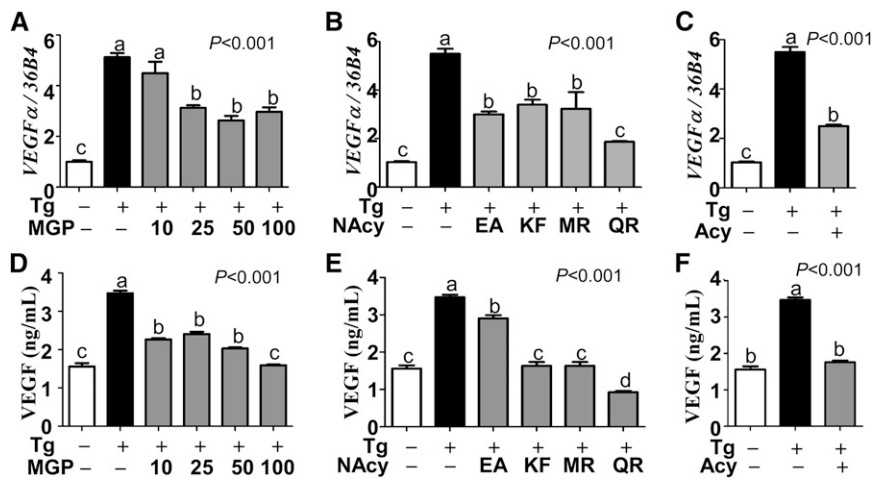 A
6
4
2
0
VEGFα / 36B4
a
a
b
b
b
c
P<0.001
Tg – + + + + +
MGP – – 10 25 50 100
B
6
4
2
0
VEGFα / 36B4
a
b
b
b
c
c
P<0.001
Tg – + + + + +
NAcy – – EA KF MR QR
C
6
4
2
0
VEGFα / 36B4
a
b
c
P<0.001
Tg – + +
Acy – – +
D
4
3
2
1
0
VEGF (ng/mL)
a
b
b
b
c
c
P<0.001
Tg – + + + + +
MGP – – 10 25 50 100
E
4
3
2
1
0
VEGF (ng/mL)
a
b
c
c
c
d
P<0.001
Tg – + + + + +
NAcy – – EA KF MR QR
F
4
3
2
1
0
VEGF (ng/mL)
a
b
b
P<0.001
Tg – + +
Acy – – +